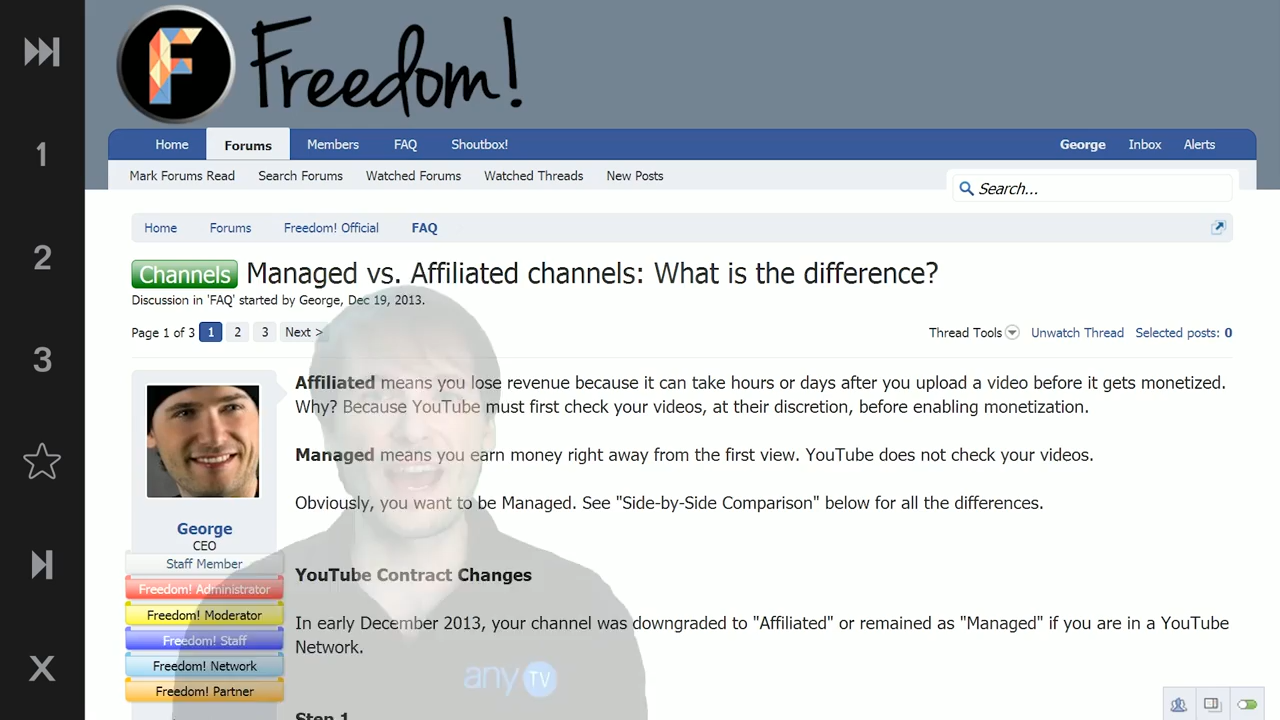 Freedom!
1
2
3
X
Home Forums Members FAQ Shoutbox! George Inbox Alerts
Mark Forums Read Search Forums Watched Forums Watched Threads New Posts
Search...
Home Forums Freedom! Official FAQ
Channels Managed vs. Affiliated channels: What is the difference?
Discussion in 'FAQ' started by George, Dec 19, 2013.
Page 1 of 3 1 2 3 Next > Thread Tools Unwatch Thread Selected posts: 0
Affiliated means you lose revenue because it can take hours or days after you upload a video before it gets monetized.
Why? Because YouTube must first check your videos, at their discretion, before enabling monetization.
Managed means you earn money right away from the first view. YouTube does not check your videos.
Obviously, you want to be Managed. See "Side-by-Side Comparison" below for all the differences.
George
CEO
Staff Member
Freedom! Administrator
Freedom! Moderator
Freedom! Staff
Freedom! Network
Freedom! Partner
YouTube Contract Changes
In early December 2013, your channel was downgraded to "Affiliated" or remained as "Managed" if you are in a YouTube
Network.
anyTV
Step 1